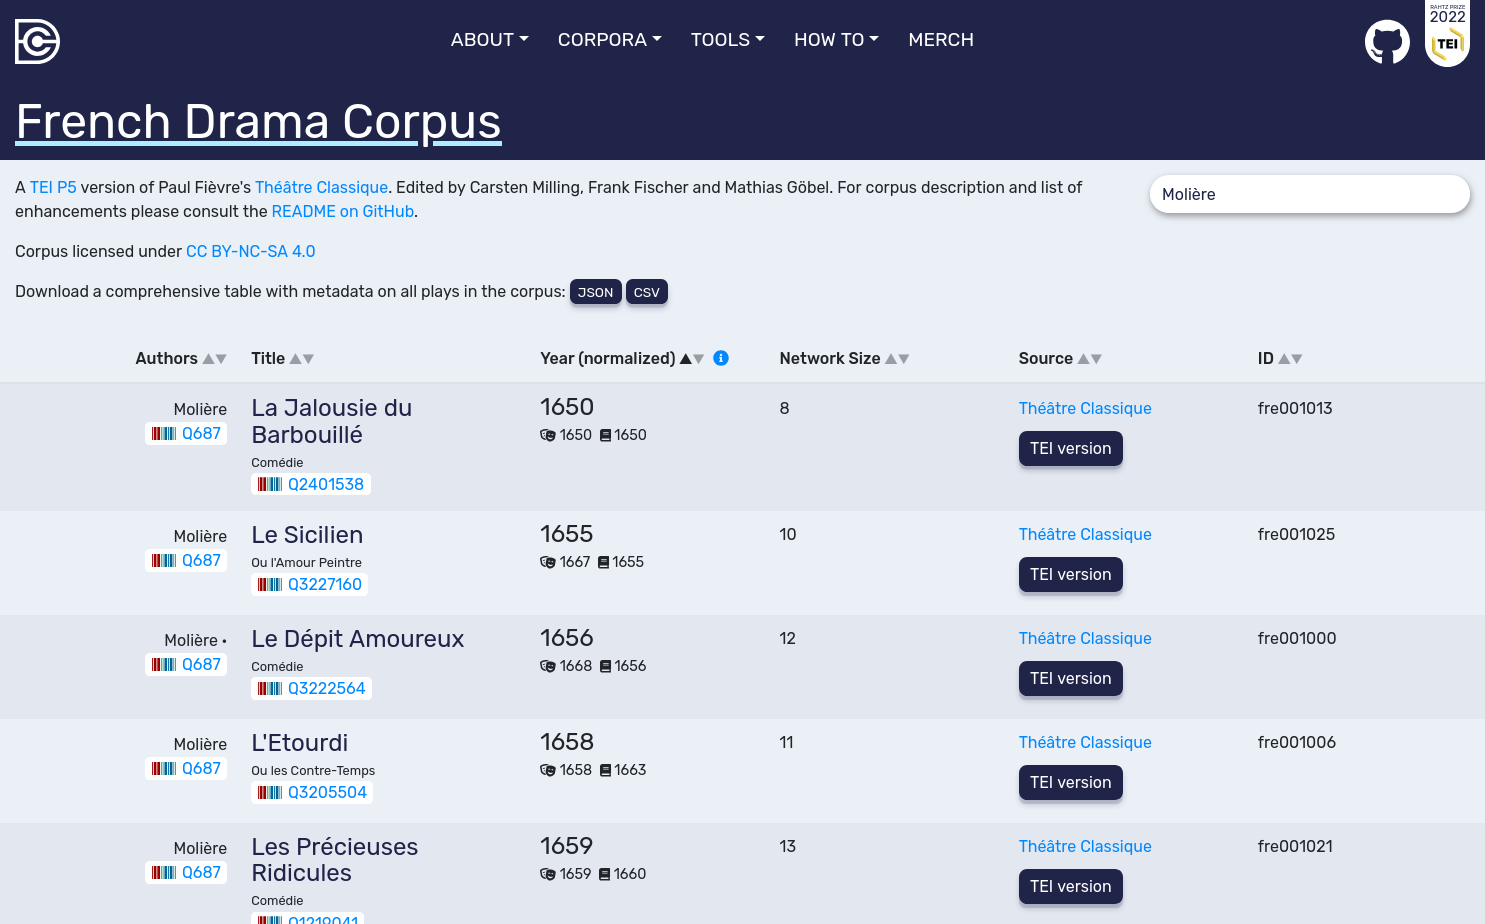 ABOUT CORPORA TOOLS HOW TO MERCH
RAHTZ PRIZE
2022
TEI
French Drama Corpus
A TEI P5 version of Paul Fièvre's Théâtre Classique. Edited by Carsten Milling, Frank Fischer and Mathias Göbel. For corpus description and list of
enhancements please consult the README on GitHub.
Molière
Corpus licensed under CC BY-NC-SA 4.0
Download a comprehensive table with metadata on all plays in the corpus: JSON CSV
Authors Title Year (normalized) Network Size Source ID
Molière
Q687
La Jalousie du
Barbouillé
Comédie
Q2401538
1650
1650 1650
8
Théâtre Classique
TEI version
fre001013
Molière
Q687
Le Sicilien
Ou l'Amour Peintre
Q3227160
1655
1667 1655
10
Théâtre Classique
TEI version
fre001025
Molière •
Q687
Le Dépit Amoureux
Comédie
Q3222564
1656
1668 1656
12
Théâtre Classique
TEI version
fre001000
Molière
Q687
L'Etourdi
Ou les Contre-Temps
Q3205504
1658
1658 1663
11
Théâtre Classique
TEI version
fre001006
Molière
Q687
Les Précieuses
Ridicules
Comédie
Q1219041
1659
1659 1660
13
Théâtre Classique
TEI version
fre001021